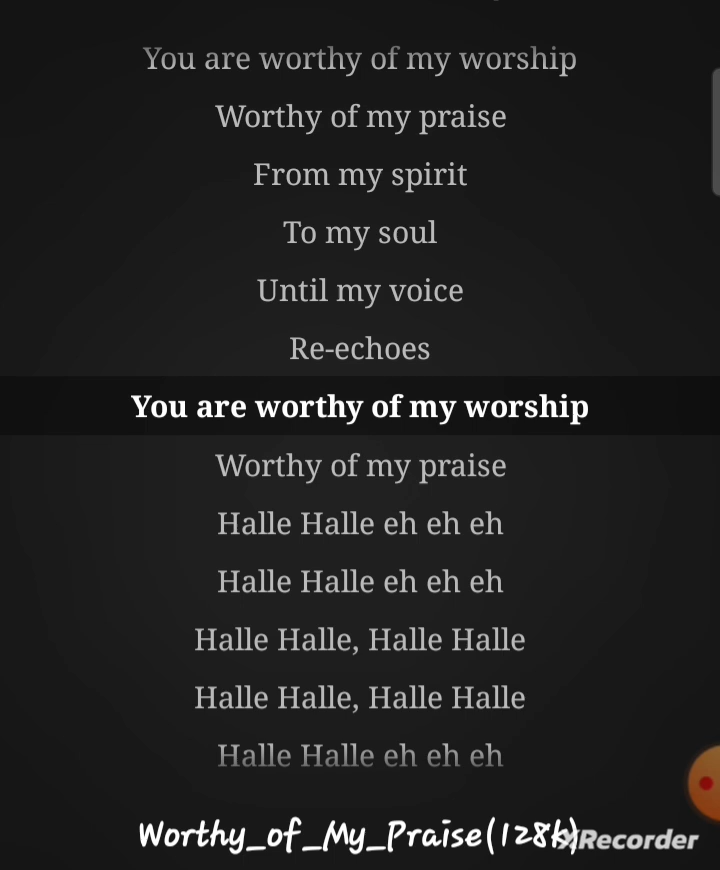 You are worthy of my worship
Worthy of my praise
From my spirit
To my soul
Until my voice
Re-echoes
You are worthy of my worship
Worthy of my praise
Halle Halle eh eh eh
Halle Halle eh eh eh
Halle Halle, Halle Halle
Halle Halle, Halle Halle
Halle Halle eh eh eh
Worthy_of_My_Praise(128k)
XRecorder